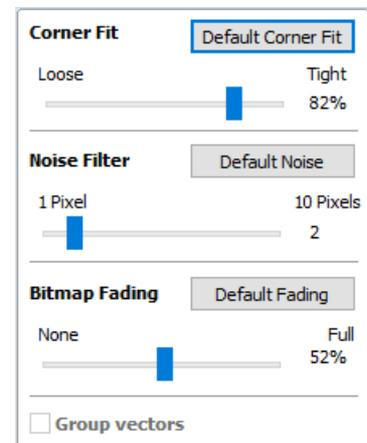 Corner Fit Default Corner Fit
Loose Tight
82%
Noise Filter Default Noise
1 Pixel 10 Pixels
2
Bitmap Fading Default Fading
None Full
52%
Group vectors